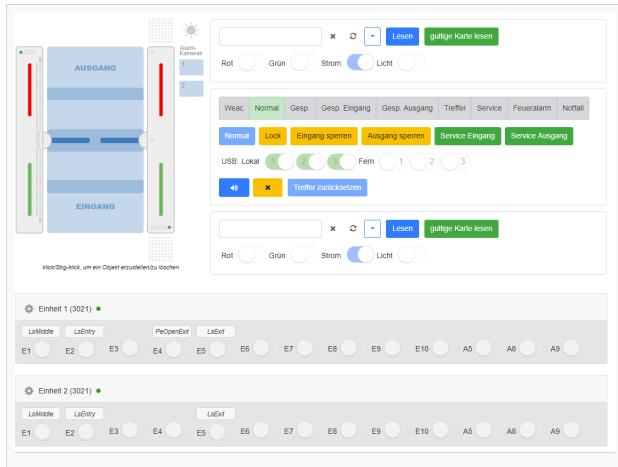 Alarm-
Kameras
AUSGANG
1
2
EINGANG
klick/Strg-klick, um ein Objekt erzustellen/zu löschen
Lesen gultige Karte lesen
Rot Grün Strom Licht
Weac Normal Gesp. Gesp. Eingang Gesp. Ausgang Treffer Service Feueralarm Notfall
Normal Lock Eingang sperren Ausgang sperren Service Eingang Service Ausgang
USB: Lokal 1 2 3 Fern 1 2 3
Treffer zurücksetzen
Lesen gultige Karte lesen
Rot Grün Strom Licht
Einheit 1 (3021)
LsMiddle LsEntry PeOpenExit LsExit
E1 E2 E3 E4 E5 E6 E7 E8 E9 E10 A5 A8 A9
Einheit 2 (3021)
LsMiddle LsEntry LsExit
E1 E2 E3 E4 E5 E6 E7 E8 E9 E10 A5 A8 A9